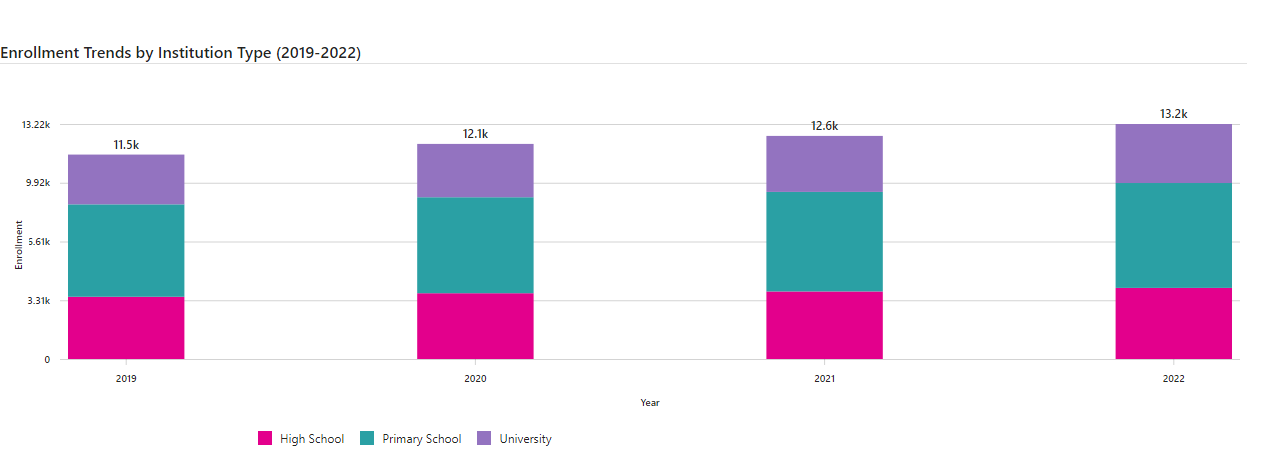 Enrollment Trends by Institution Type (2019-2022)
13.22k
9.92k
6.61k
3.31k
0
Enrollment
11.5k
12.1k
12.6k
13.2k
2019
2020
2021
2022
Year
High School
Primary School
University